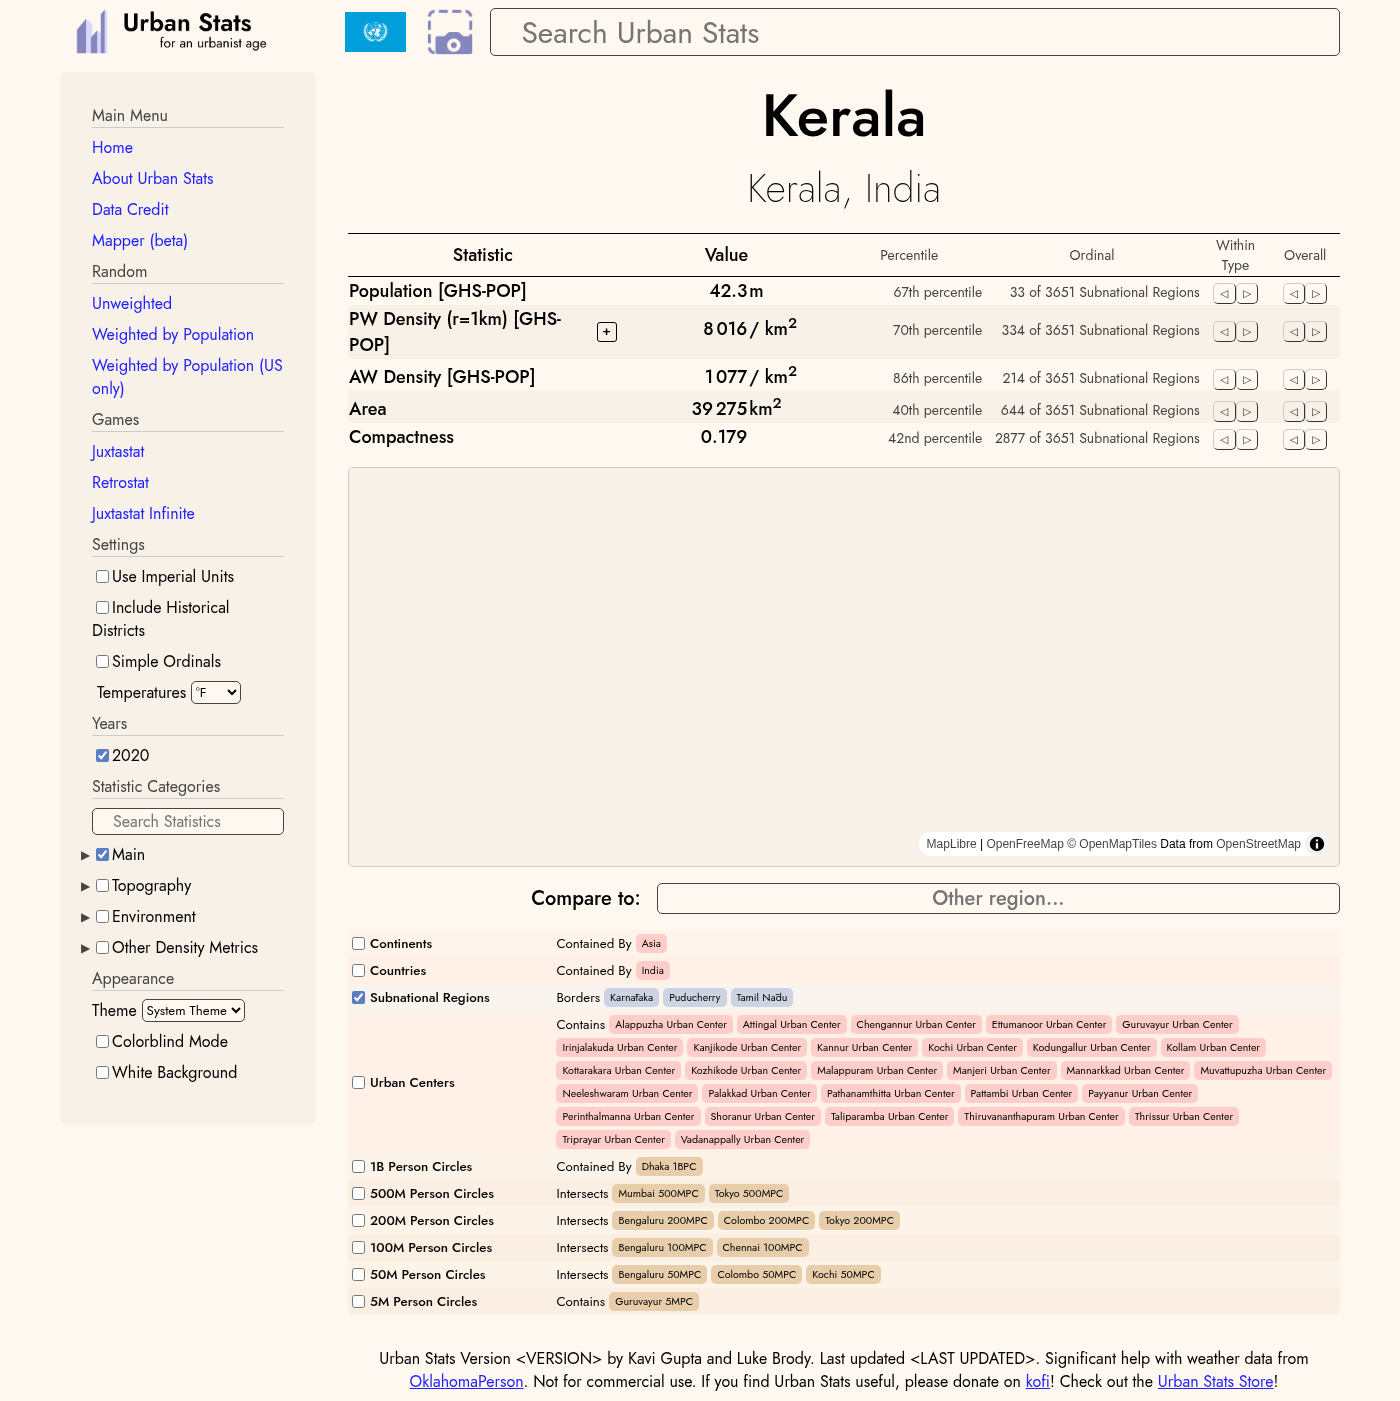 Urban Stats
for an urbanist age
Search Urban Stats
Main Menu
Home
About Urban Stats
Data Credit
Mapper (beta)
Random
Unweighted
Weighted by Population
Weighted by Population (US
only)
Games
Juxtastat
Retrostat
Juxtastat Infinite
Settings
Use Imperial Units
Include Historical
Districts
Simple Ordinals
Temperatures °F
Years
2020
Statistic Categories
Search Statistics
Main
Topography
Environment
Other Density Metrics
Appearance
Theme System Theme
Colorblind Mode
White Background
Kerala
Kerala, India
Statistic Value Percentile Ordinal Within Type Overall
Population [GHS-POP] 42.3 m 67th percentile 33 of 3651 Subnational Regions
PW Density (r=1km) [GHS-
POP] + 8 016 / km² 70th percentile 334 of 3651 Subnational Regions
AW Density [GHS-POP] 1 077 / km² 86th percentile 214 of 3651 Subnational Regions
Area 39 275 km² 40th percentile 644 of 3651 Subnational Regions
Compactness 0.179 42nd percentile 2877 of 3651 Subnational Regions
MapLibre | OpenFreeMap © OpenMapTiles Data from OpenStreetMap
Compare to: Other region...
Continents Contained By Asia
Countries Contained By India
Subnational Regions Borders Karnātaka Puducherry Tamil Nādu
Urban Centers Contains Alappuzha Urban Center Attingal Urban Center Chengannur Urban Center Ettumanoor Urban Center Guruvayur Urban Center
Irinjalakuda Urban Center Kanjikode Urban Center Kannur Urban Center Kochi Urban Center Kodungallur Urban Center Kollam Urban Center
Kottarakara Urban Center Kozhikode Urban Center Malappuram Urban Center Manjeri Urban Center Mannarkkad Urban Center Muvattupuzha Urban Center
Neeleshwaram Urban Center Palakkad Urban Center Pathanamthitta Urban Center Pattambi Urban Center Payyanur Urban Center
Perinthalmanna Urban Center Shoranur Urban Center Taliparamba Urban Center Thiruvananthapuram Urban Center Thrissur Urban Center
Triprayar Urban Center Vadanappally Urban Center
1B Person Circles Contained By Dhaka 1BPC
500M Person Circles Intersects Mumbai 500MPC Tokyo 500MPC
200M Person Circles Intersects Bengaluru 200MPC Colombo 200MPC Tokyo 200MPC
100M Person Circles Intersects Bengaluru 100MPC Chennai 100MPC
50M Person Circles Intersects Bengaluru 50MPC Colombo 50MPC Kochi 50MPC
5M Person Circles Contains Guruvayur 5MPC
Urban Stats Version <VERSION> by Kavi Gupta and Luke Brody. Last updated <LAST UPDATED>. Significant help with weather data from
OklahomaPerson. Not for commercial use. If you find Urban Stats useful, please donate on kofi! Check out the Urban Stats Store!